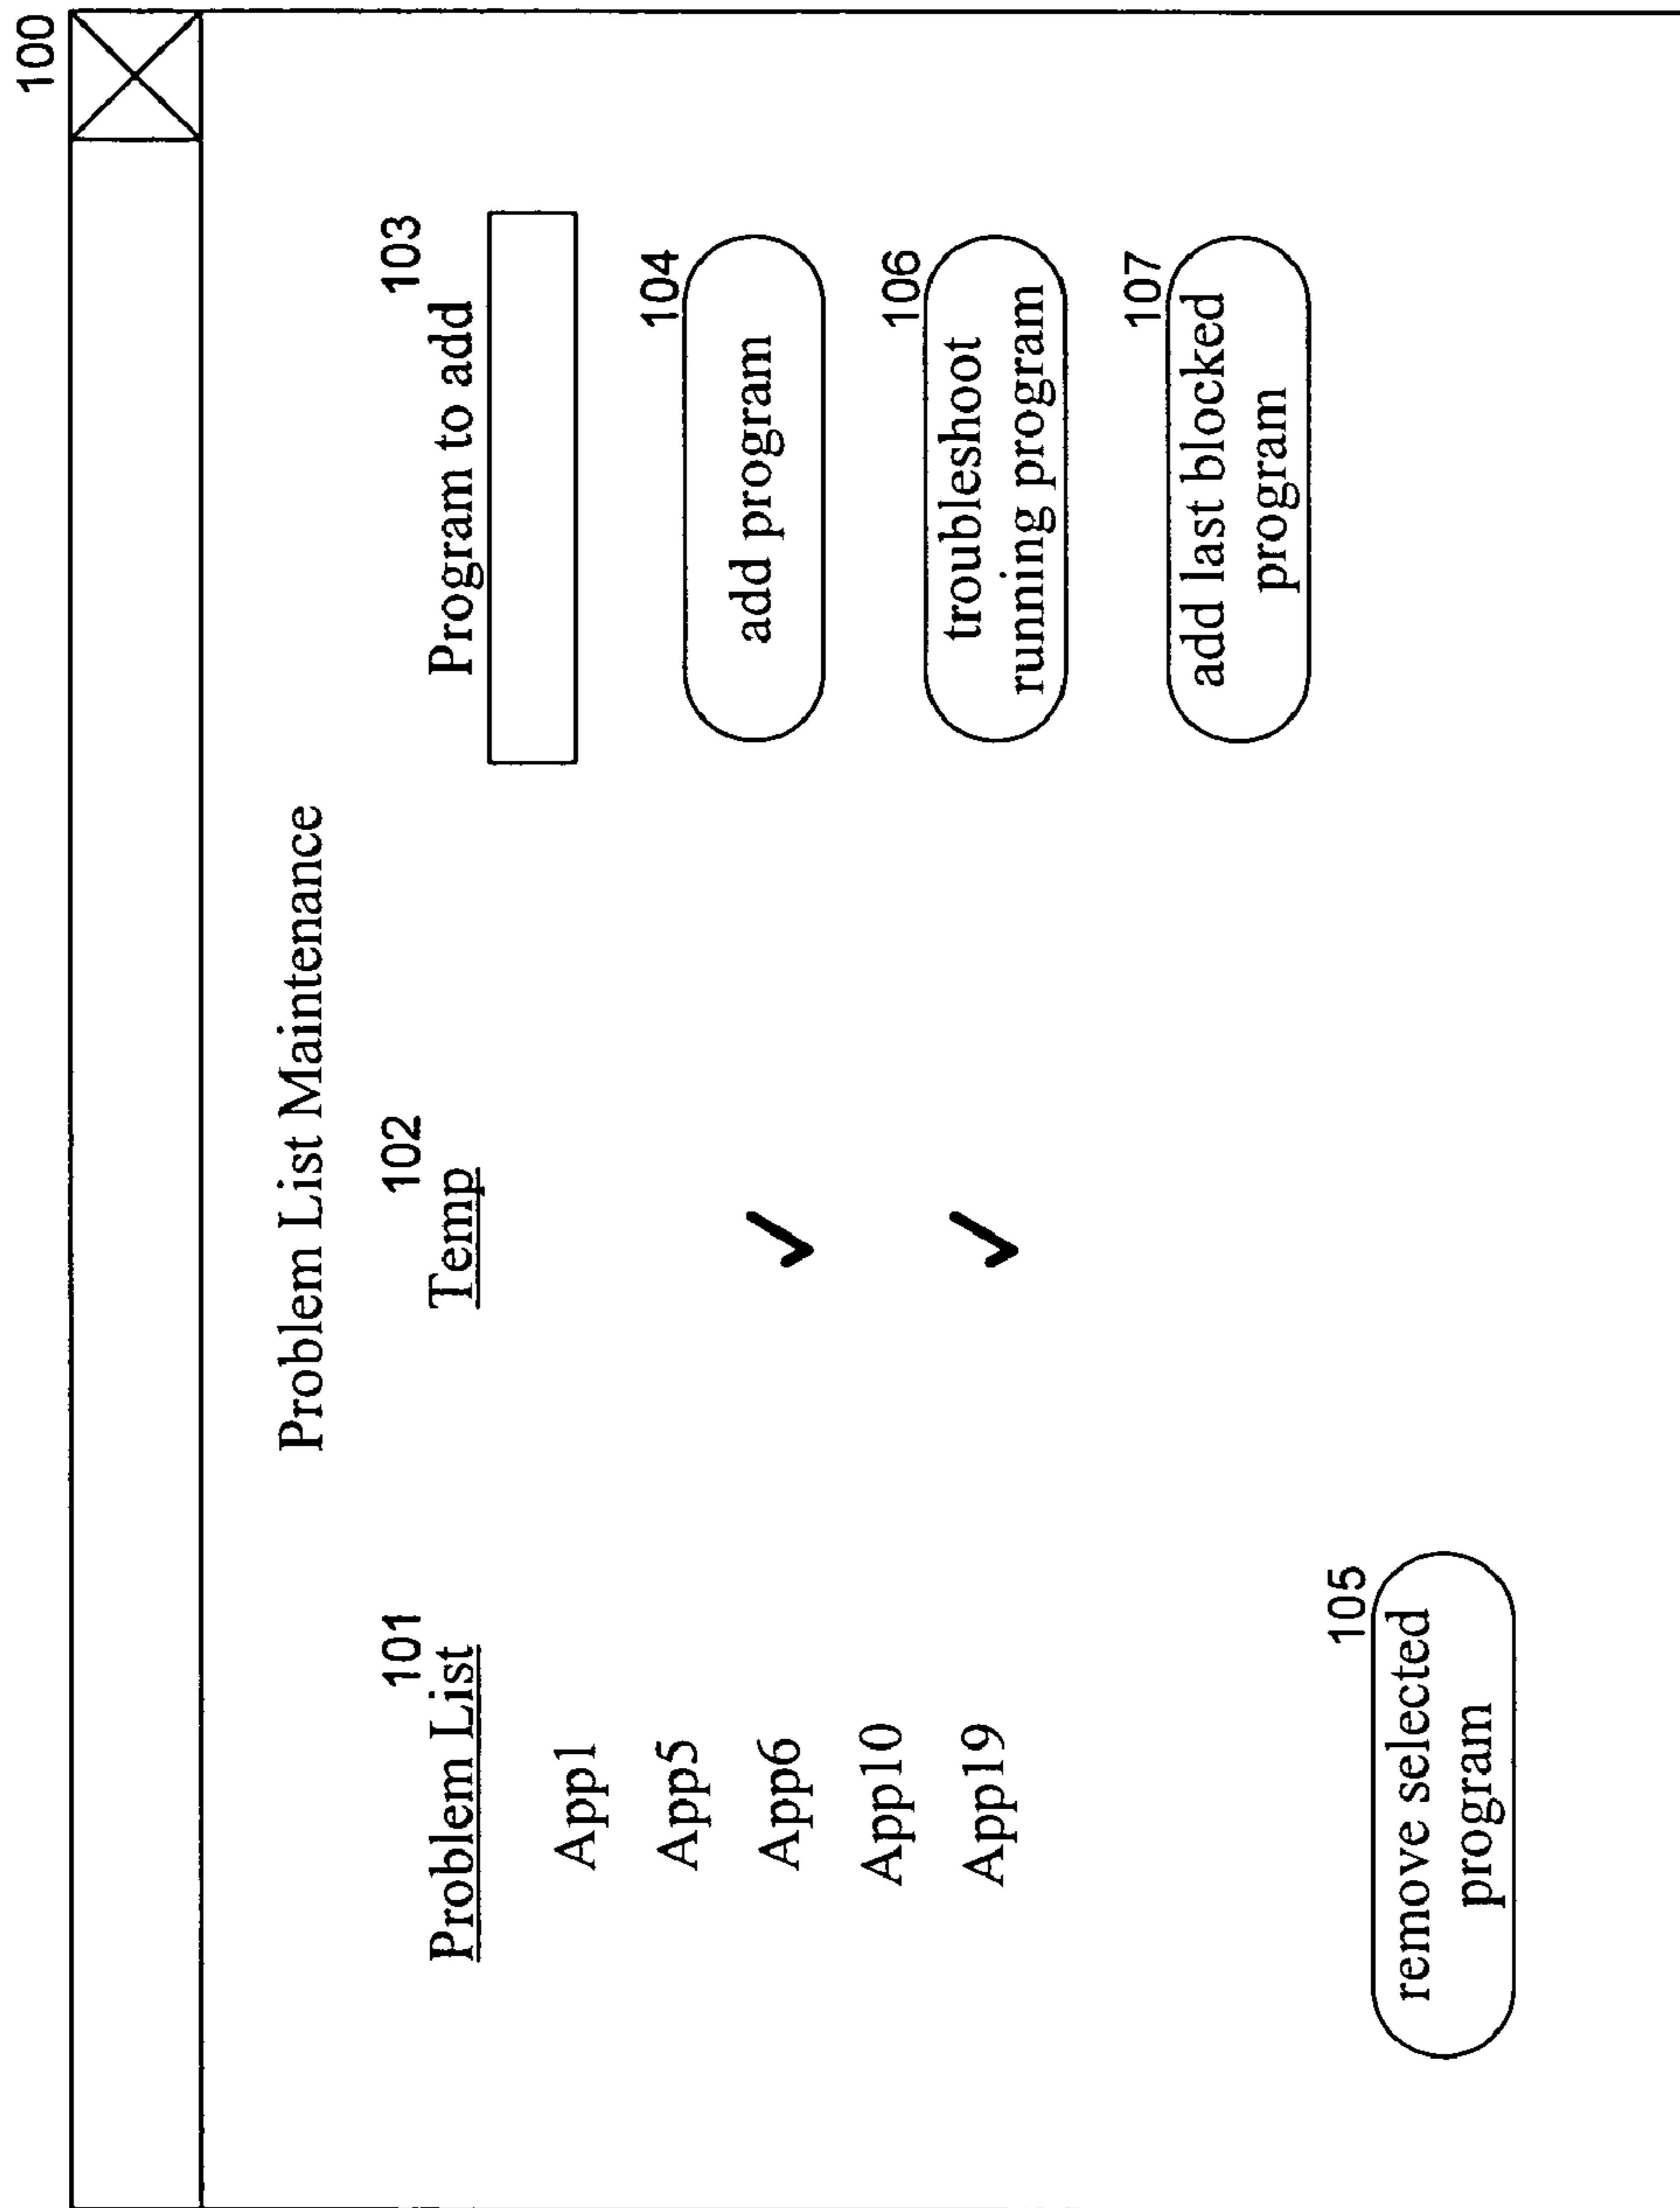 100
Problem List Maintenance
101
Problem List
App1
App5
App6
App10
App19
105
remove selected
program
102
Temp
103
Program to add
104
add program
106
troubleshoot
running program
107
add last blocked
program